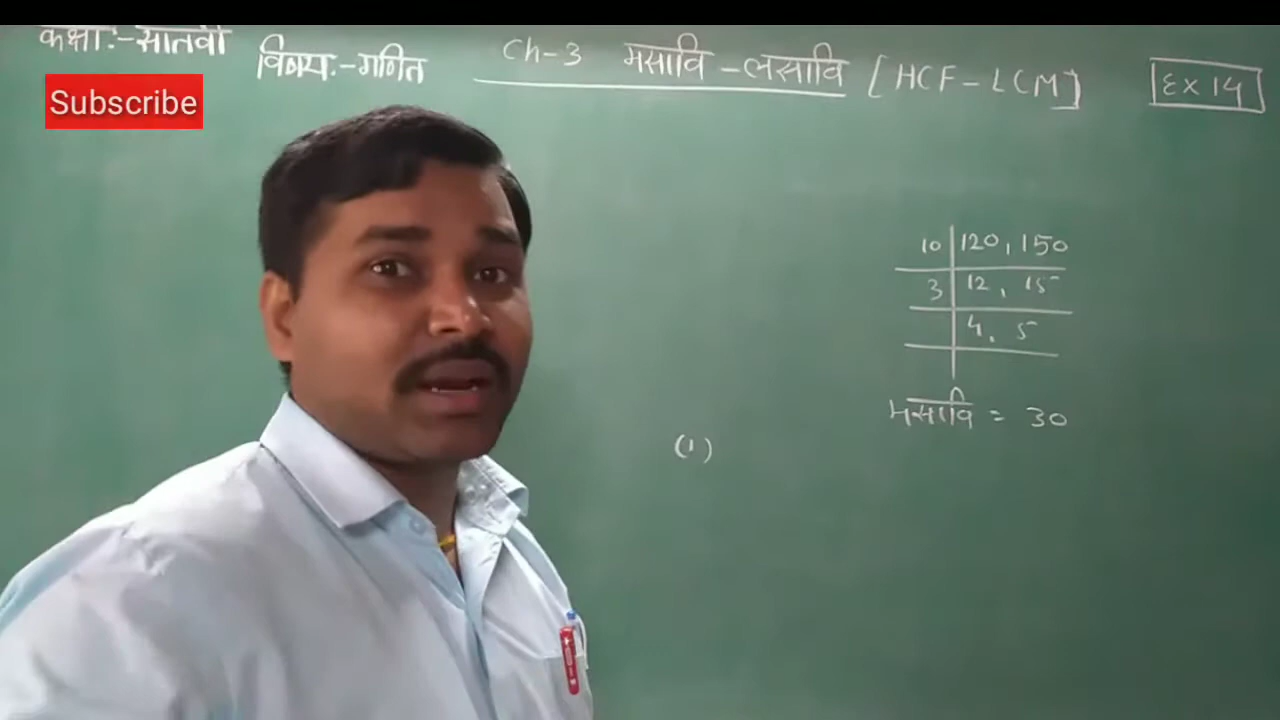 कक्षा:-सातवी
विषय:-गणित
Ch-3 मसावि -लसावि [HCF-LCM]
Ex 14
Subscribe
10 | 120, 150
3 | 12, 15
4, 5
मसावि = 30
(1)